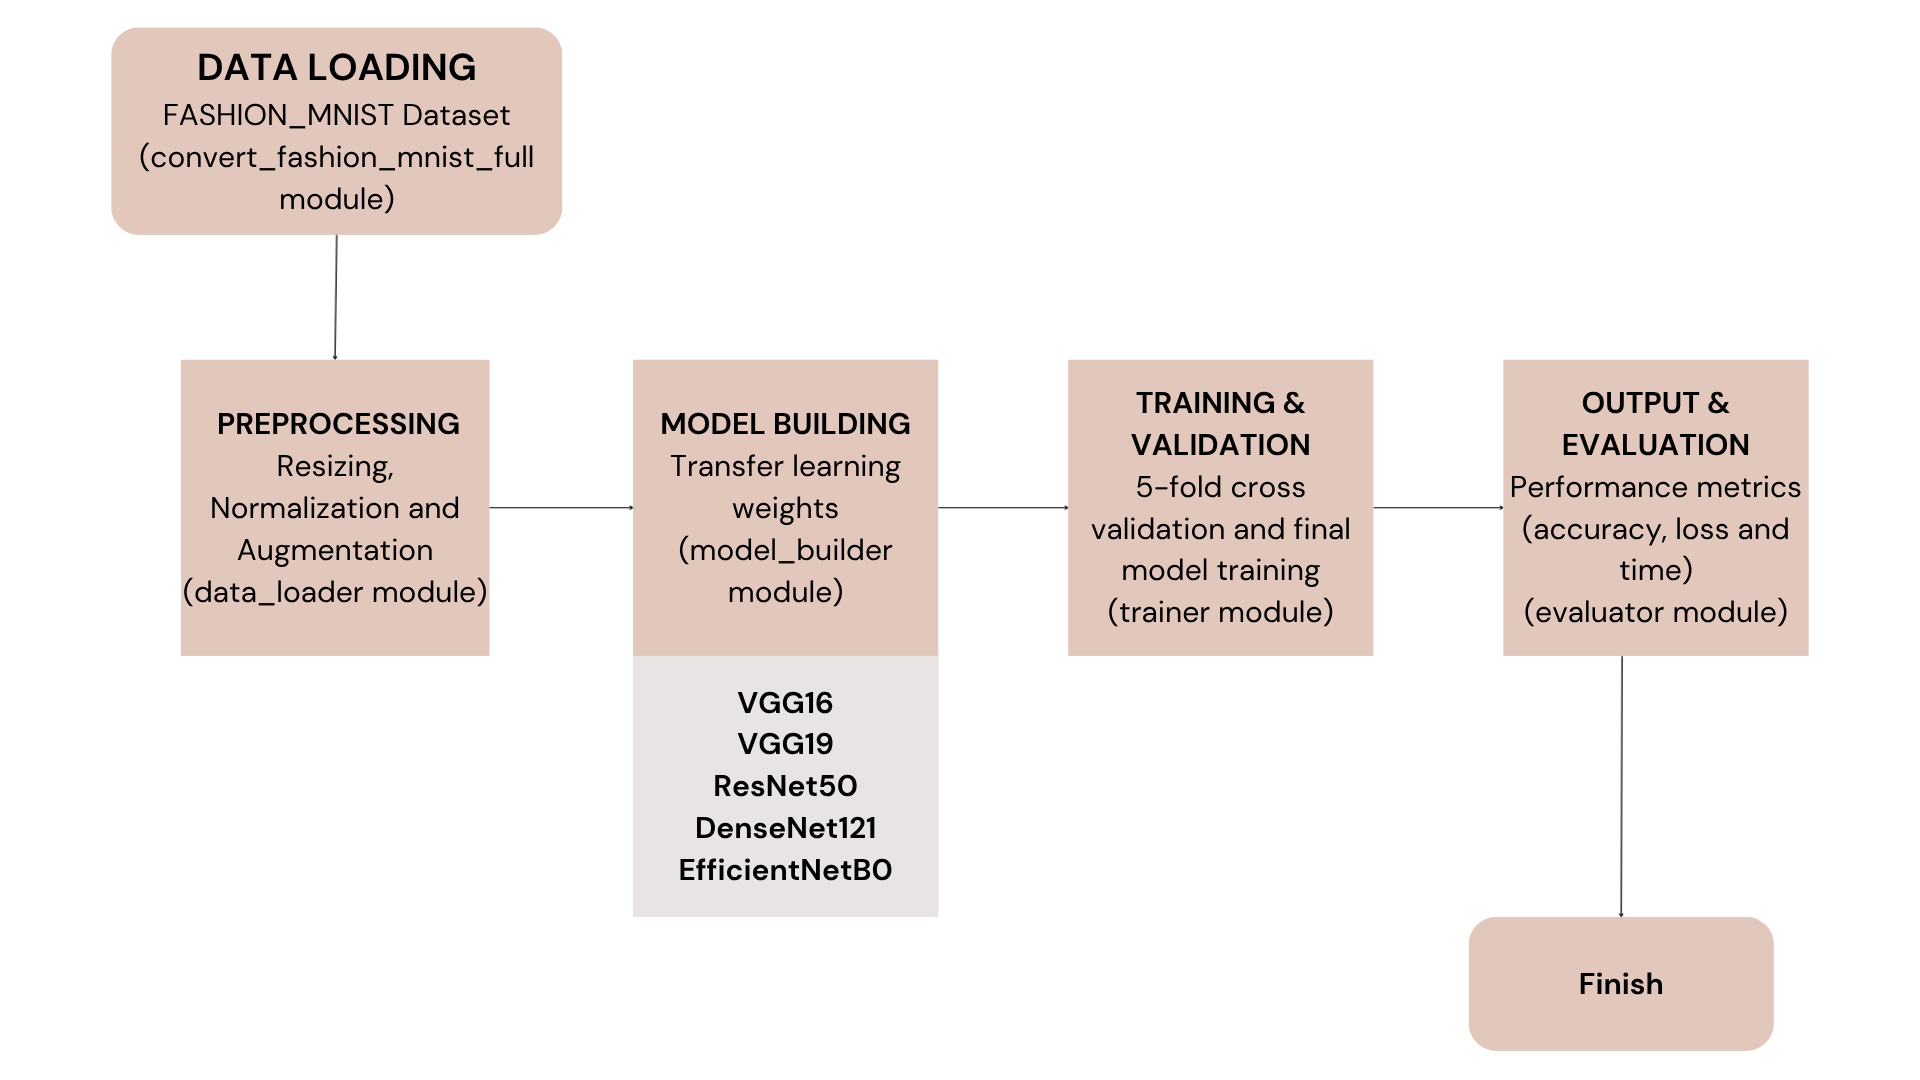 DATA LOADING
FASHION_MNIST Dataset
(convert_fashion_mnist_full
module)
PREPROCESSING
Resizing,
Normalization and
Augmentation
(data_loader module)
MODEL BUILDING
Transfer learning
weights
(model_builder
module)
VGG16
VGG19
ResNet50
DenseNet121
EfficientNetB0
TRAINING &
VALIDATION
5-fold cross
validation and final
model training
(trainer module)
OUTPUT &
EVALUATION
Performance metrics
(accuracy, loss and
time)
(evaluator module)
Finish